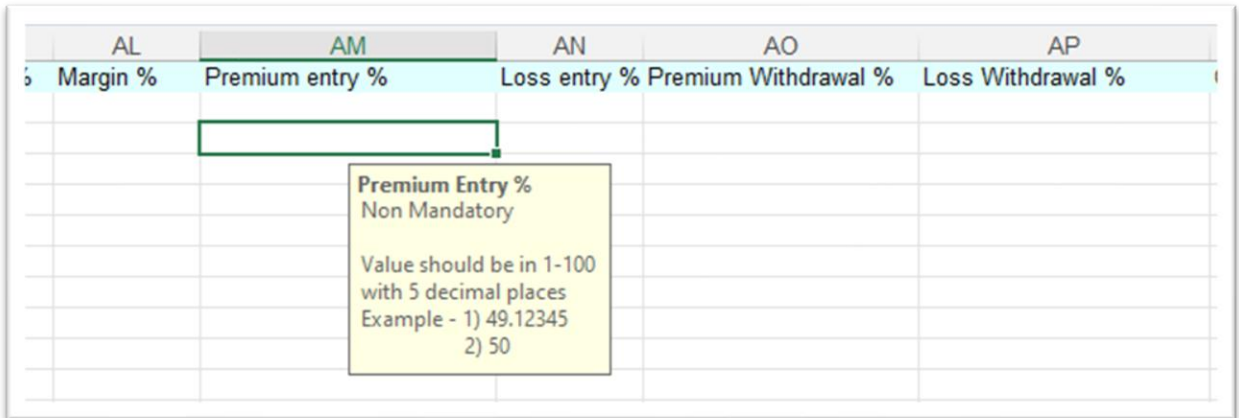 AL AM AN AO AP
% Margin % Premium entry % Loss entry % Premium Withdrawal % Loss Withdrawal %
Premium Entry %
Non Mandatory
Value should be in 1-100
with 5 decimal places
Example - 1) 49.12345
2) 50